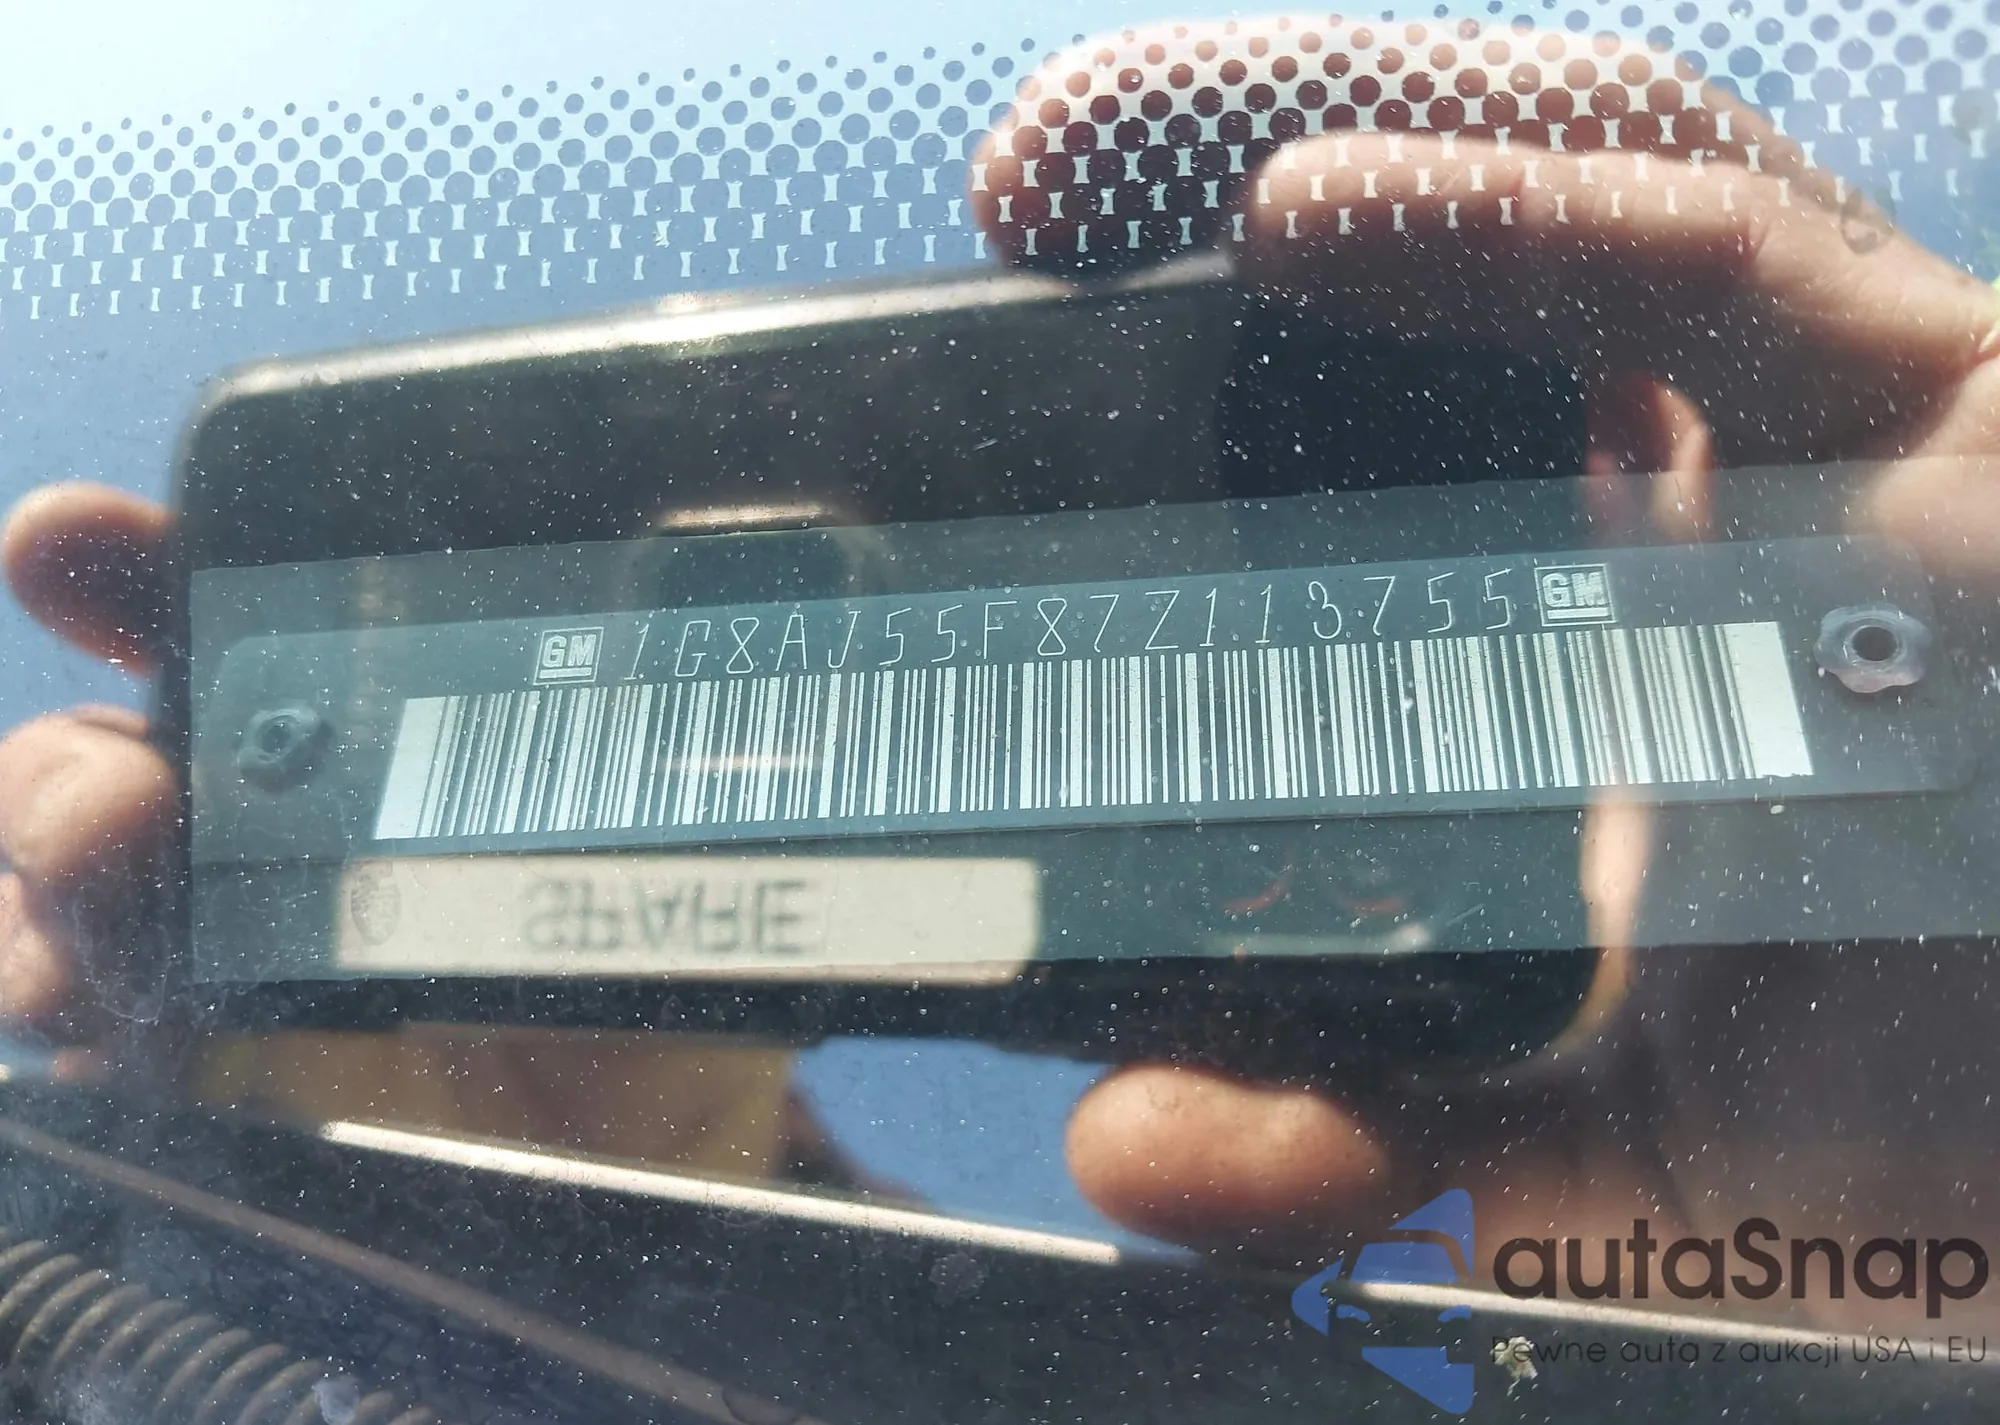 GM 1G8AJ55F87Z113755 GM
SPARE
autaSnap
Pewne auta z aukcji USA i EU